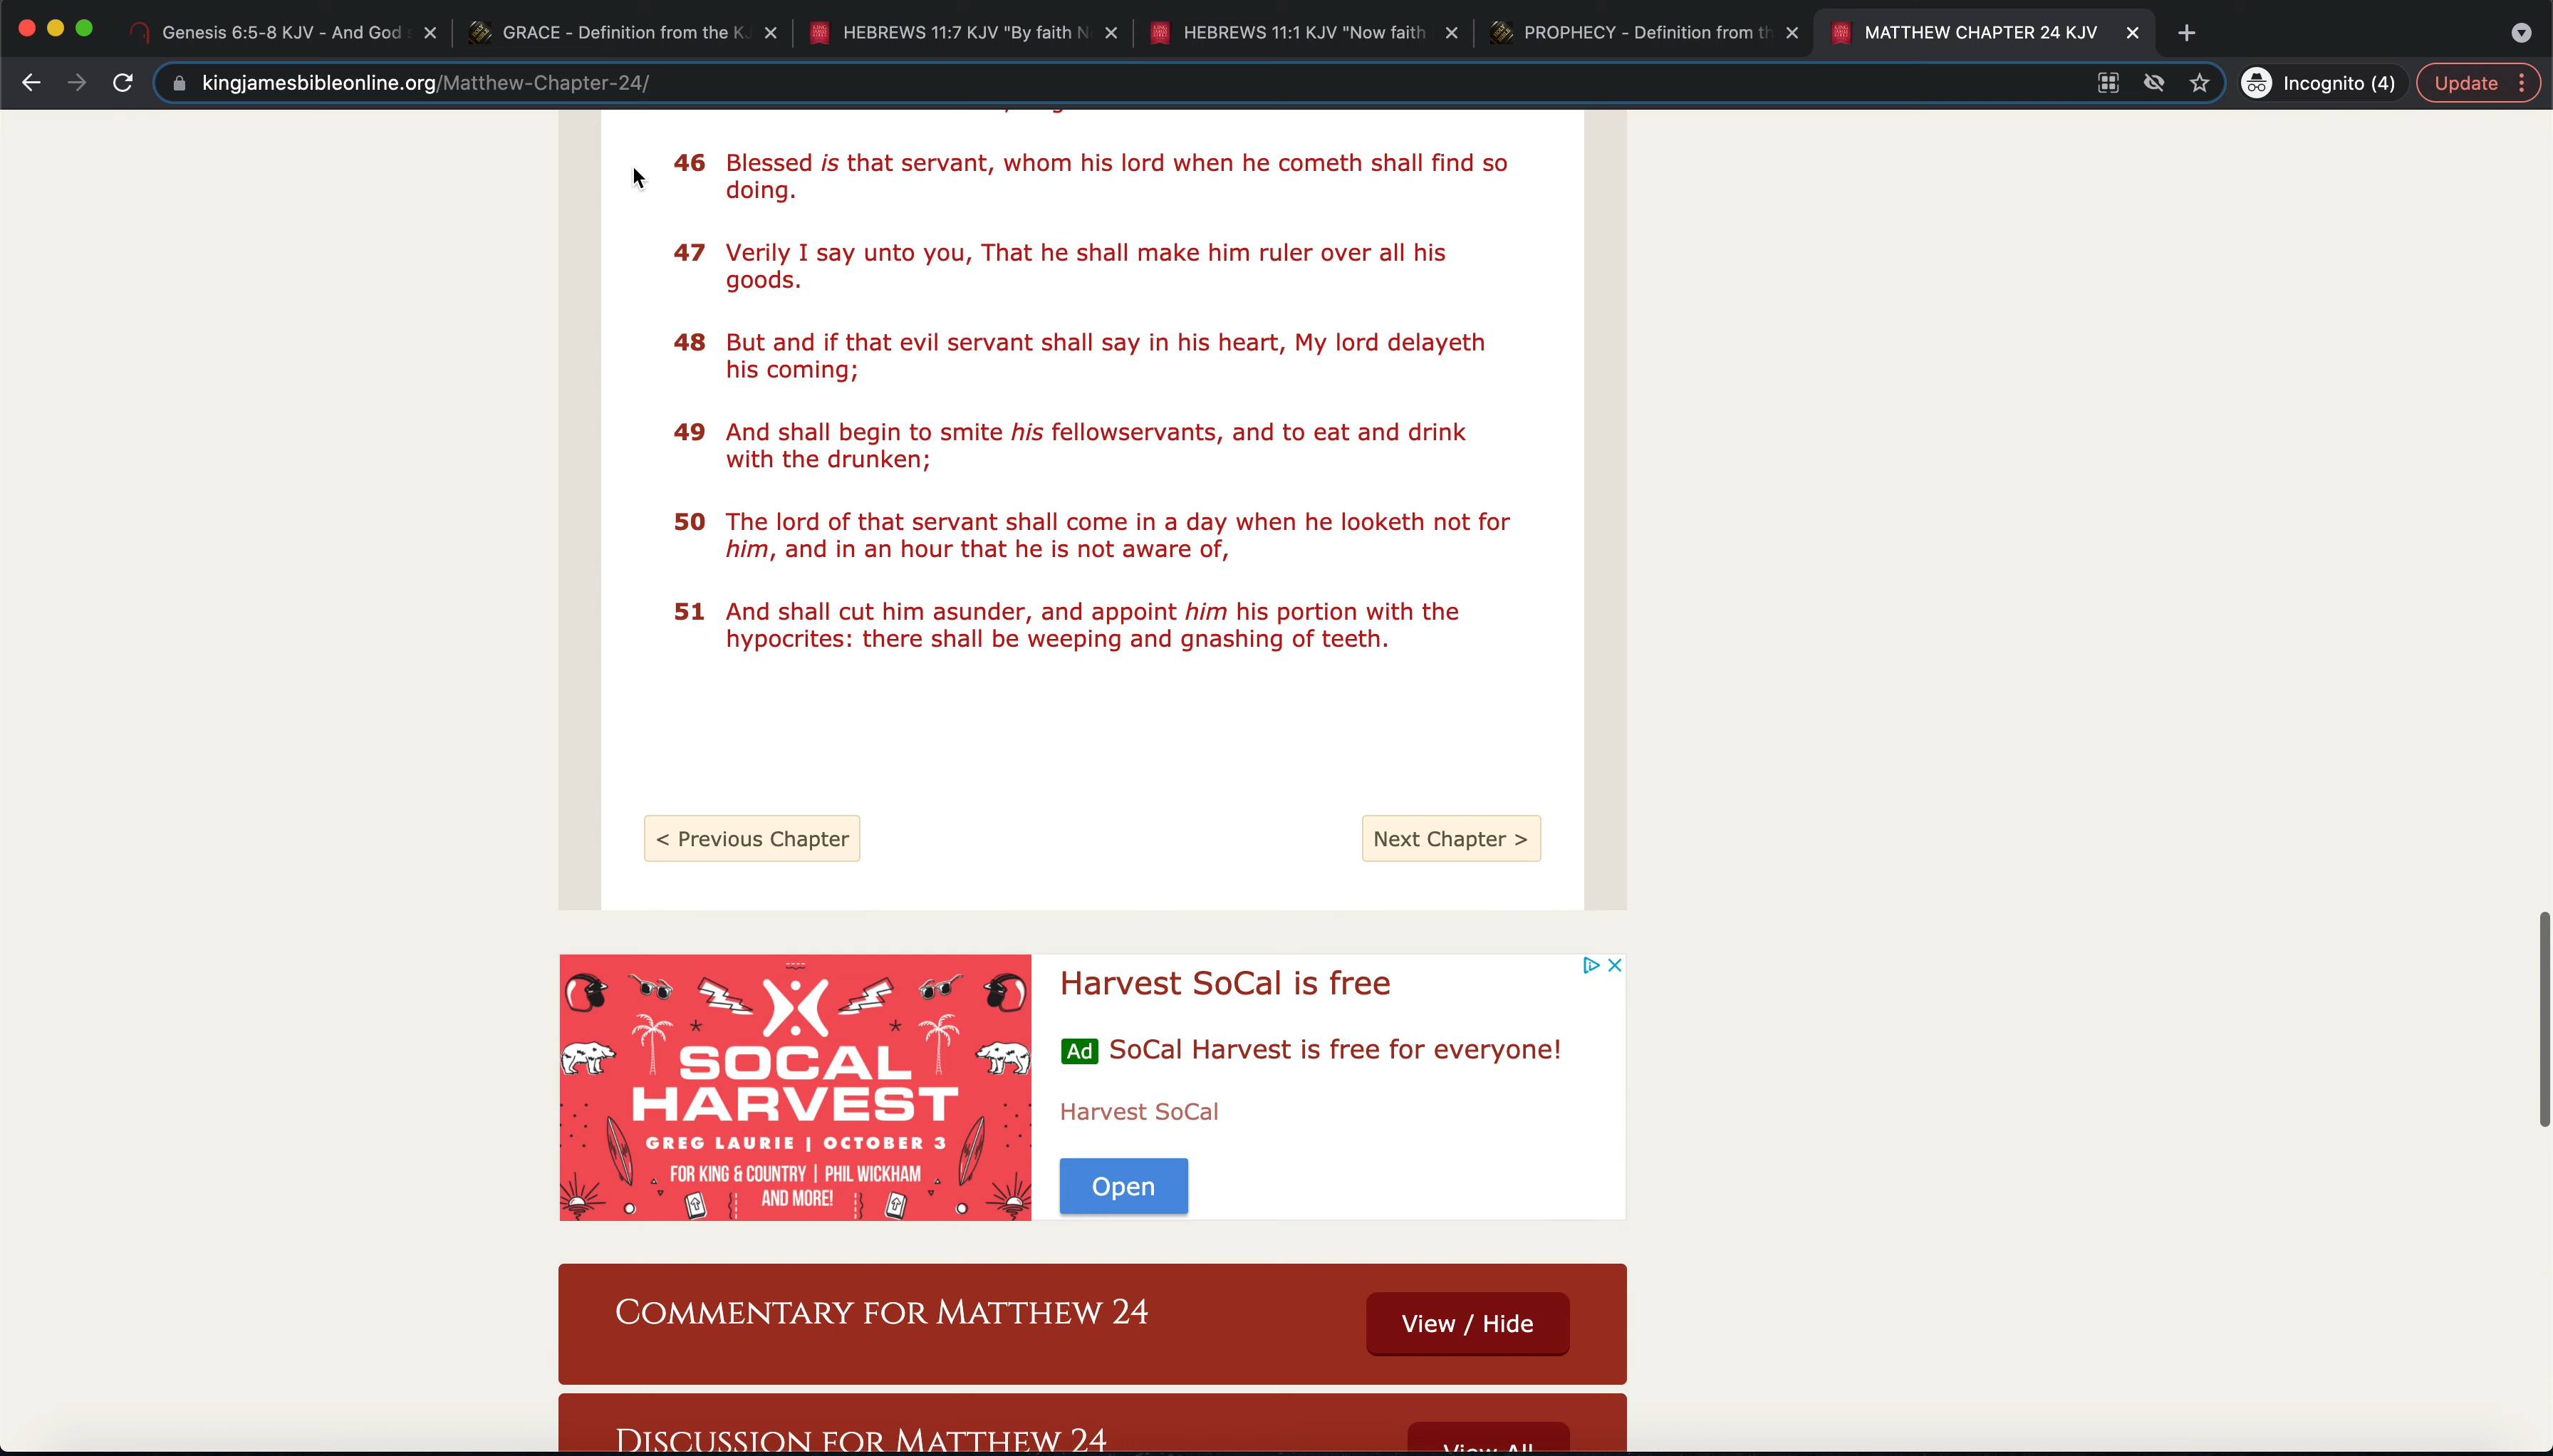 Genesis 6:5-8 KJV - And God
GRACE - Definition from the KJ
HEBREWS 11:7 KJV "By faith N
HEBREWS 11:1 KJV "Now faith
PROPHECY - Definition from th
MATTHEW CHAPTER 24 KJV
kingjamesbibleonline.org/Matthew-Chapter-24/
Incognito (4)
Update
46 Blessed is that servant, whom his lord when he cometh shall find so
doing.
47 Verily I say unto you, That he shall make him ruler over all his
goods.
48 But and if that evil servant shall say in his heart, My lord delayeth
his coming;
49 And shall begin to smite his fellowservants, and to eat and drink
with the drunken;
50 The lord of that servant shall come in a day when he looketh not for
him, and in an hour that he is not aware of,
51 And shall cut him asunder, and appoint him his portion with the
hypocrites: there shall be weeping and gnashing of teeth.
< Previous Chapter
Next Chapter >
SOCAL
HARVEST
GREG LAURIE | OCTOBER 3
FOR KING & COUNTRY | PHIL WICKHAM
AND MORE!
Harvest SoCal is free
Ad SoCal Harvest is free for everyone!
Harvest SoCal
Open
COMMENTARY FOR MATTHEW 24
View / Hide
DISCUSSION FOR MATTHEW 24
View All